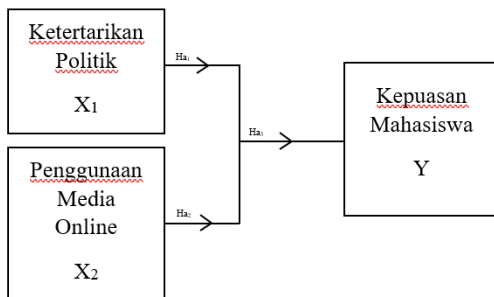 Ketertarikan
Politik
X1
Ha1
Penggunaan
Media
Online
X2
Ha2
Ha3
Kepuasan
Mahasiswa
Y